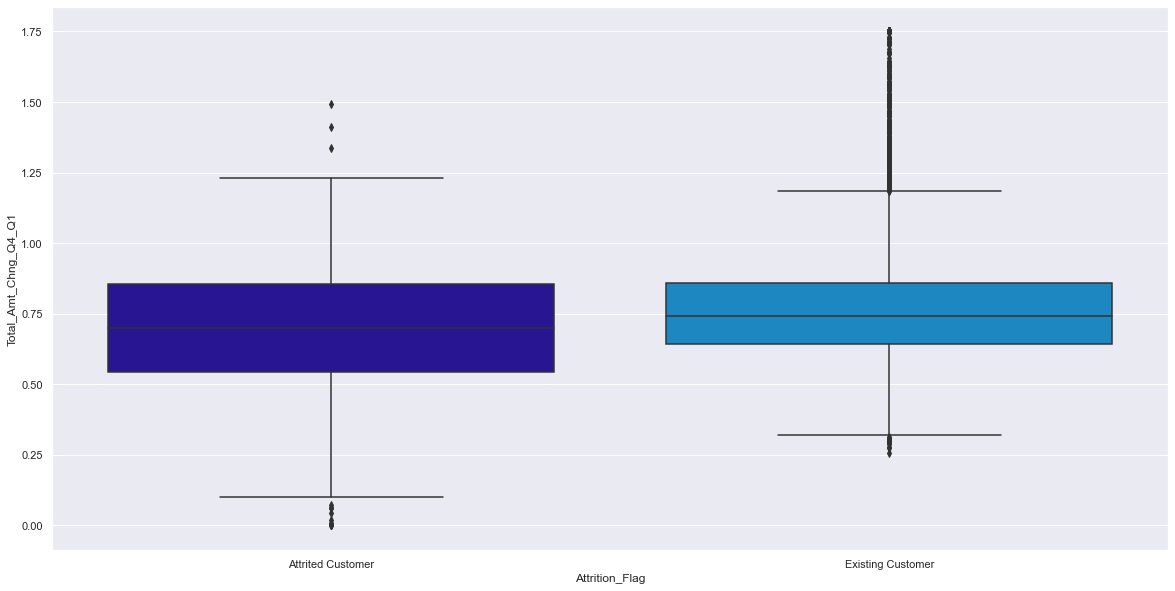 Total_Amt_Chng_Q4_Q1
1.75
1.50
1.25
1.00
0.75
0.50
0.25
0.00
Attrited Customer
Existing Customer
Attrition_Flag